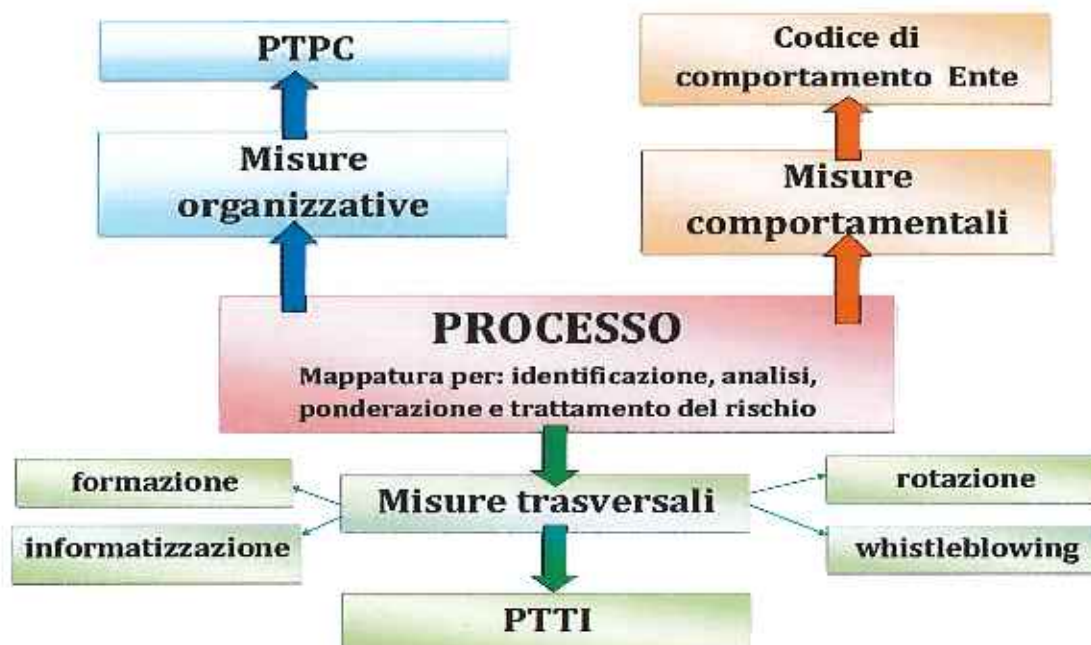 PTPC
Codice di
comportamento Ente
Misure
organizzative
Misure
comportamentali
PROCESSO
Mappatura per: identificazione, analisi,
ponderazione e trattamento del rischio
formazione
Misure trasversali
rotazione
informatizzazione
whistleblowing
PTTI